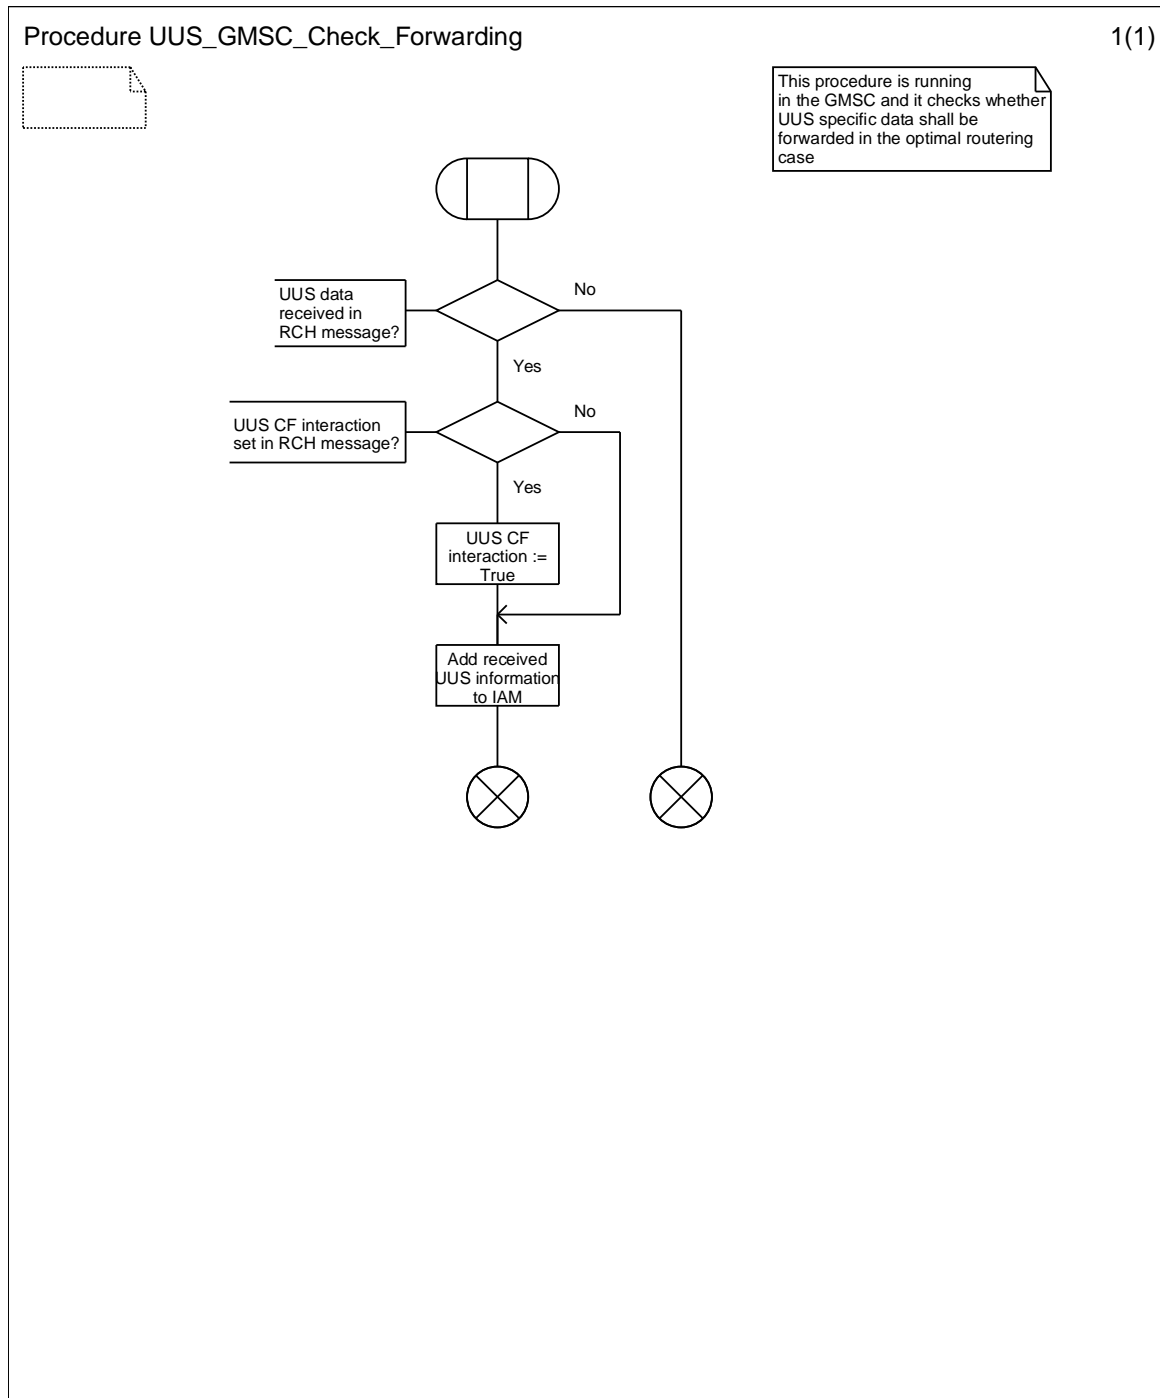 Procedure UUS_GMSC_Check_Forwarding
1(1)
This procedure is running
in the GMSC and it checks whether
UUS specific data shall be
forwarded in the optimal routering
case
UUS data
received in
RCH message?
No
Yes
UUS CF interaction
set in RCH message?
No
Yes
UUS CF
interaction :=
True
Add received
UUS information
to IAM